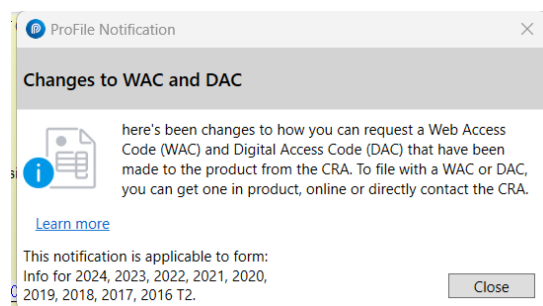 ProFile Notification
Changes to WAC and DAC
here's been changes to how you can request a Web Access
Code (WAC) and Digital Access Code (DAC) that have been
made to the product from the CRA. To file with a WAC or DAC,
you can get one in product, online or directly contact the CRA.
Learn more
This notification is applicable to form:
Info for 2024, 2023, 2022, 2021, 2020,
2019, 2018, 2017, 2016 T2.
Close